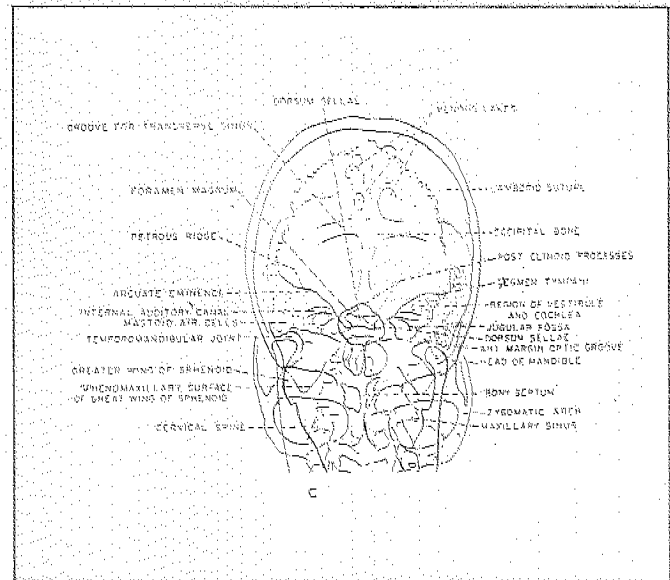 DORSUM SELLAE
VENOUS LAKES
GROOVE FOR TRANSVERSE SINUS
FORAMEN MAGNUM
LAMBDOID SUTURE
PETROUS RIDGE
OCCIPITAL BONE
POST CLINOID PROCESSES
TEGMEN TYMPANI
ARCUATE EMINENCE
INTERNAL AUDITORY CANAL
MASTOID AIR CELLS
TEMPOROMANDIBULAR JOINT
REGION OF VESTIBULE
AND COCHLEA
JUGULAR FOSSA
DORSUM SELLAE
ANT MARGIN OPTIC GROOVE
HEAD OF MANDIBLE
GREATER WING OF SPHENOID
SPHENOMAXILLARY SURFACE
OF GREAT WING OF SPHENOID
BONY SEPTUM
ZYGOMATIC ARCH
MAXILLARY SINUS
CERVICAL SPINE
C